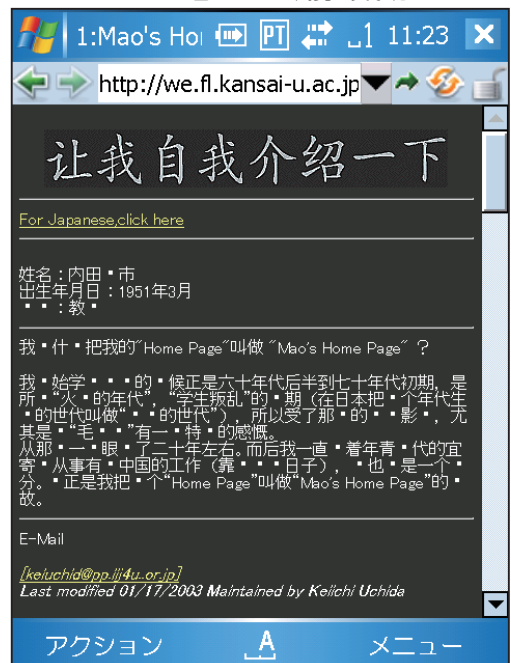 1:Mao's Ho
PT
1 11:23
http://we.fl.kansai-u.ac.jp
让我自我介绍一下
For Japanese,click here
姓名：内田▪市
出生年月日：1951年3月
▪▪：教▪
我▪什▪把我的"Home Page"叫做 "Mao's Home Page" ？
我▪始学▪▪▪的▪候正是六十年代后半到七十年代初期，是
所▪"火▪的年代"，"学生叛乱"的▪期（在日本把▪个年代生
▪的世代叫做"▪▪的世代"），所以受了那▪的▪▪影▪，尤
其是▪"毛▪▪"有一▪特▪的感慨。
从那▪一▪眼▪了二十年左右。而后我一直▪着年青▪代的宜
寄▪从事有▪中国的工作（靠▪▪▪日子），▪也▪是一个▪
分。▪正是我把▪个"Home Page"叫做"Mao's Home Page"的▪
故。
E-Mail
[keiuchid@pp.iij4u.or.jp]
Last modified 01/17/2003 Maintained by Keiichi Uchida
アクション A メニュー